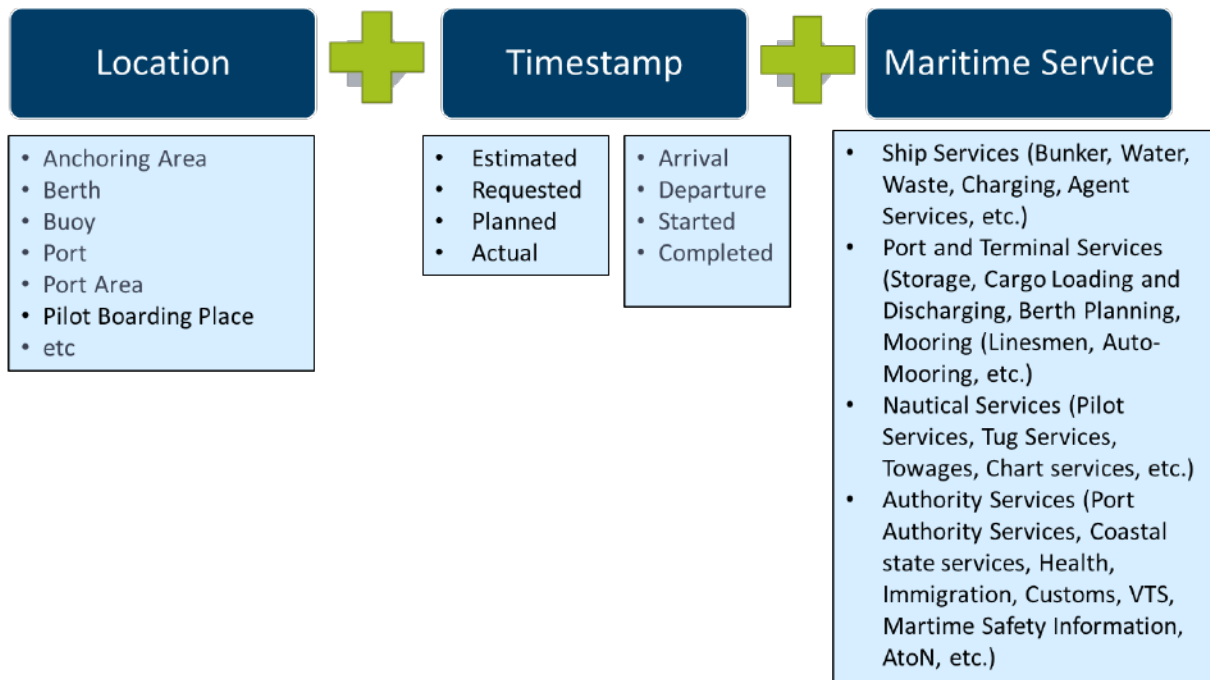 Location
Timestamp
Maritime Service
• Anchoring Area
• Berth
• Buoy
• Port
• Port Area
• Pilot Boarding Place
• etc
• Estimated
• Requested
• Planned
• Actual
• Arrival
• Departure
• Started
• Completed
• Ship Services (Bunker, Water,
Waste, Charging, Agent
Services, etc.)
• Port and Terminal Services
(Storage, Cargo Loading and
Discharging, Berth Planning,
Mooring (Linesmen, Auto-
Mooring, etc.)
• Nautical Services (Pilot
Services, Tug Services,
Towages, Chart services, etc.)
• Authority Services (Port
Authority Services, Coastal
state services, Health,
Immigration, Customs, VTS,
Martime Safety Information,
AtoN, etc.)